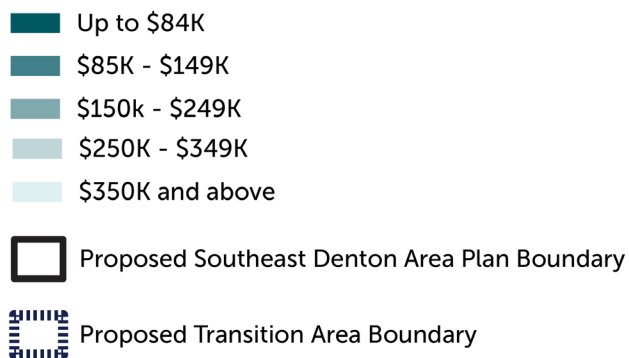 Up to $84K
$85K - $149K
$150k - $249K
$250K - $349K
$350K and above
Proposed Southeast Denton Area Plan Boundary
Proposed Transition Area Boundary